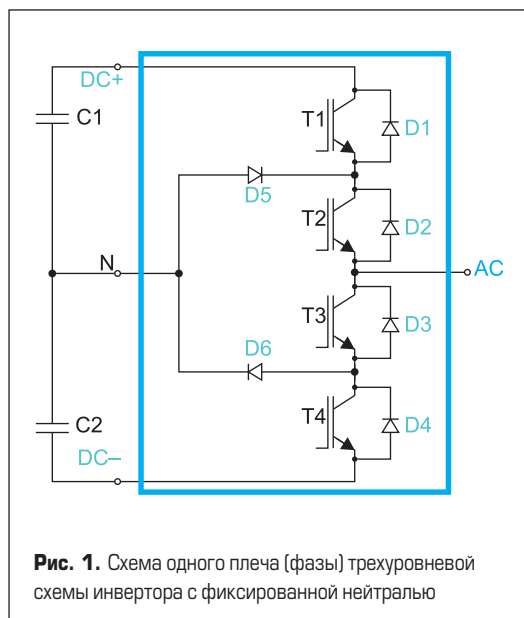 DC+
C1
T1
D1
D5
T2
D2
N
AC
T3
D3
D6
C2
T4
D4
DC–
Рис. 1. Схема одного плеча (фазы) трехуровневой
схемы инвертора с фиксированной нейтралью